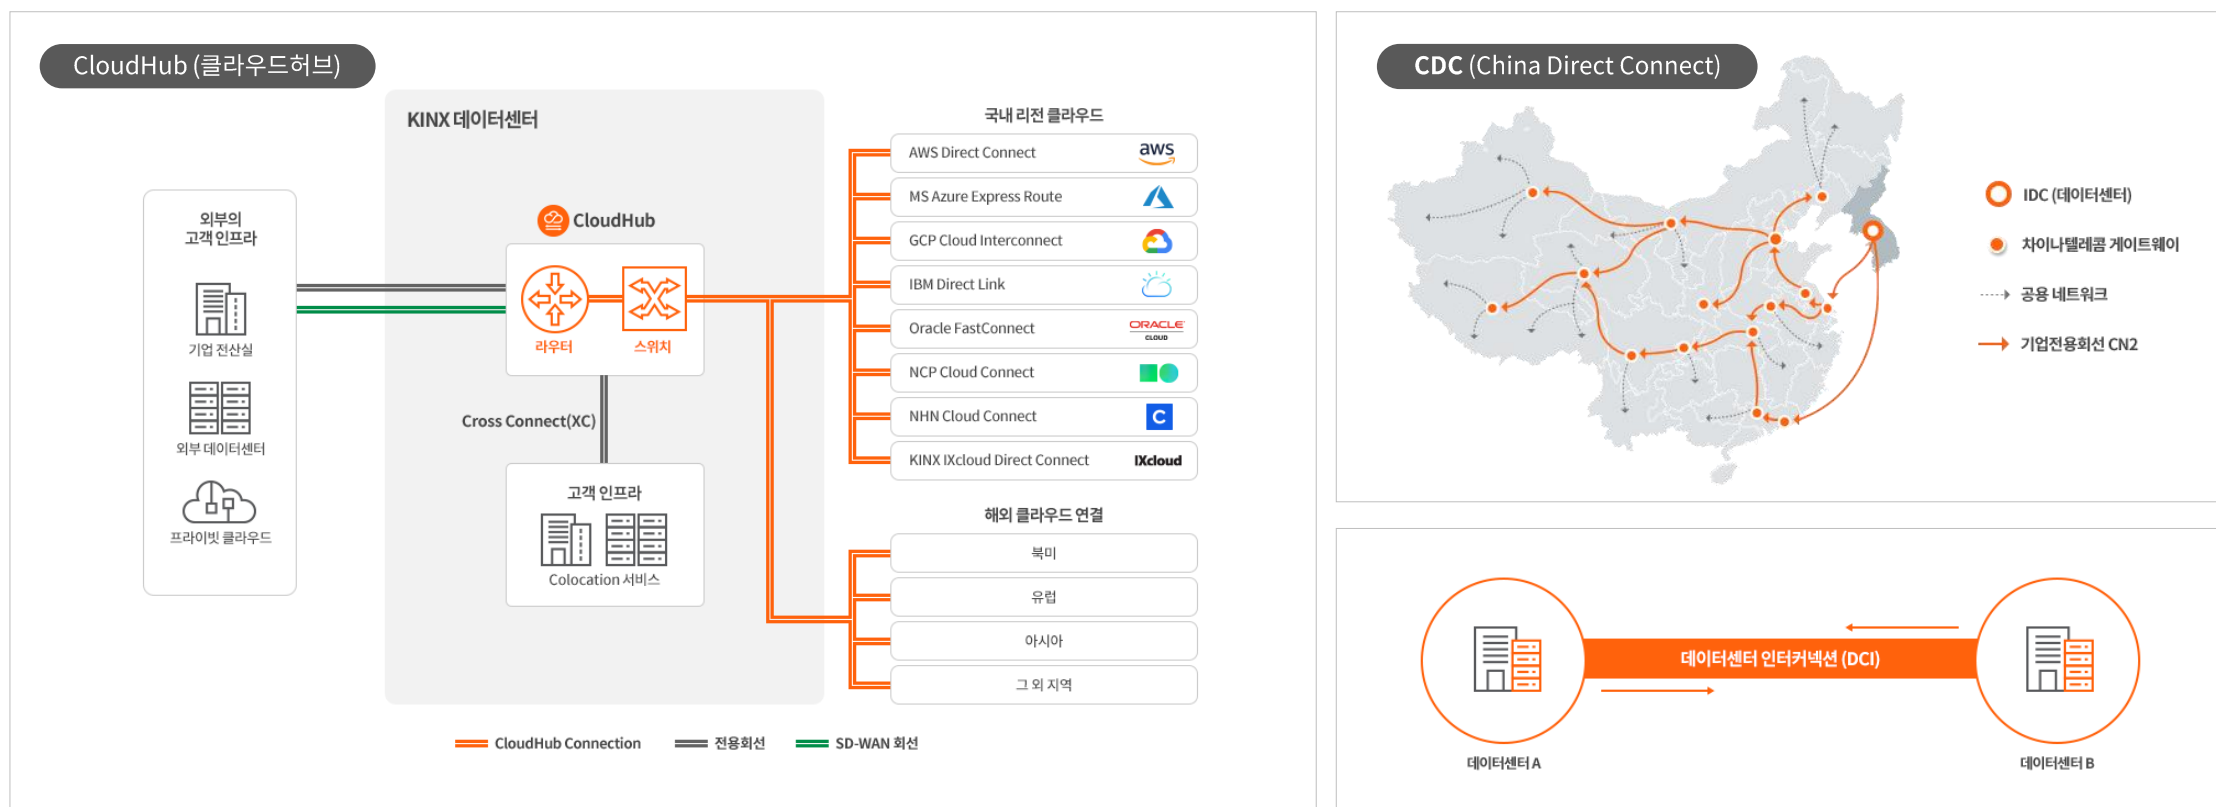 CloudHub (클라우드허브)
KINX 데이터센터
외부의
고객 인프라
기업 전산실
외부 데이터센터
프라이빗 클라우드
CloudHub
라우터
스위치
Cross Connect(XC)
고객 인프라
Colocation 서비스
국내 리전 클라우드
AWS Direct Connect
aws
MS Azure Express Route
GCP Cloud Interconnect
IBM Direct Link
Oracle FastConnect
ORACLE
CLOUD
NCP Cloud Connect
NHN Cloud Connect
C
KINX IXcloud Direct Connect
IXcloud
해외 클라우드 연결
북미
유럽
아시아
그 외 지역
CloudHub Connection
전용회선
SD-WAN 회선
CDC (China Direct Connect)
IDC (데이터센터)
차이나텔레콤 게이트웨이
공용 네트워크
기업전용회선 CN2
데이터센터 인터커넥션 (DCI)
데이터센터 A
데이터센터 B